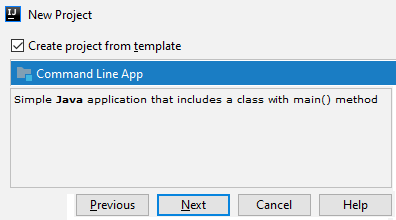 IJ New Project
Create project from template
Command Line App
Simple Java application that includes a class with main() method
Previous Next Cancel Help